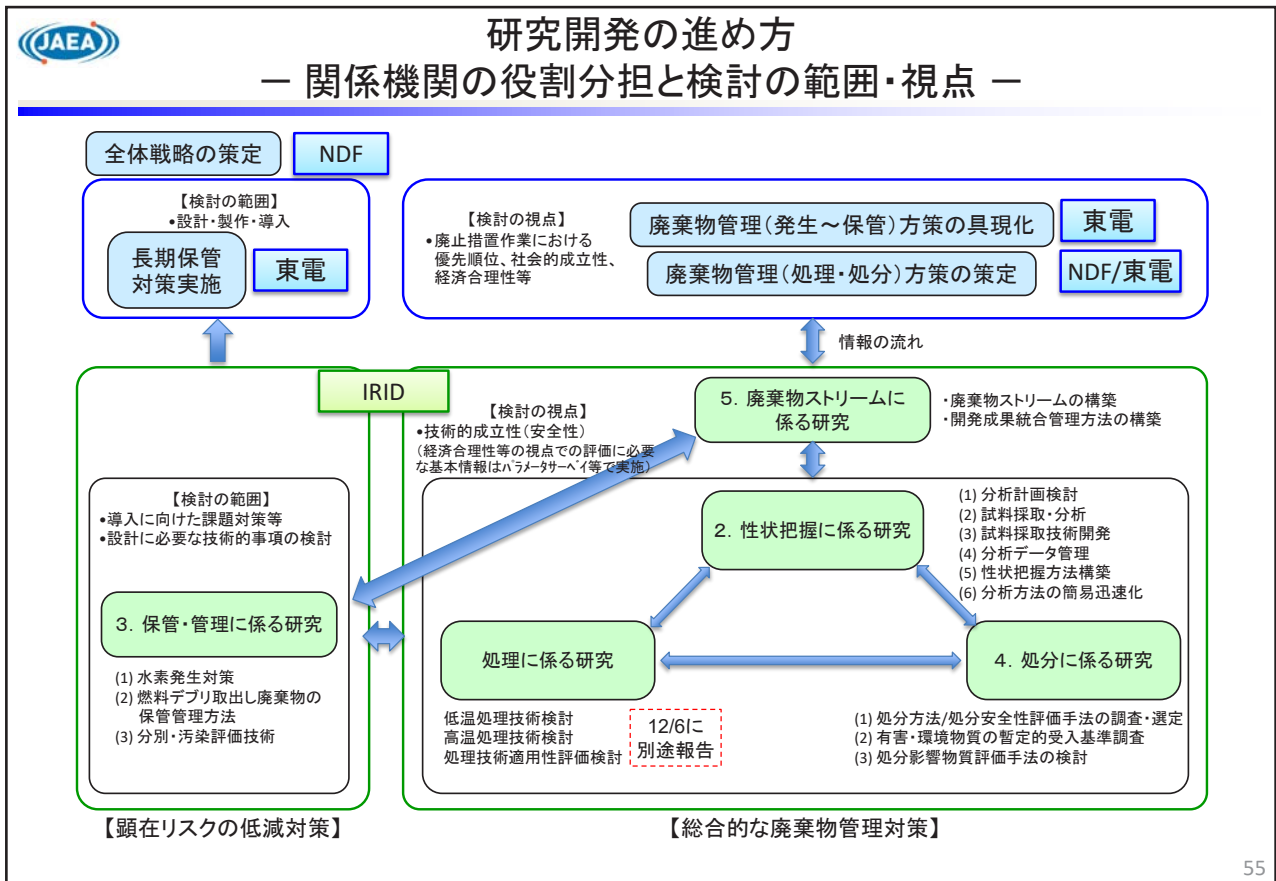 JAEA
研究開発の進め方
－ 関係機関の役割分担と検討の範囲・視点 －
全体戦略の策定
NDF
【検討の範囲】
•設計・製作・導入
長期保管
対策実施
東電
【検討の視点】
•廃止措置作業における
優先順位、社会的成立性、
経済合理性等
廃棄物管理（発生～保管）方策の具現化
東電
廃棄物管理（処理・処分）方策の策定
NDF/東電
情報の流れ
IRID
【検討の視点】
•技術的成立性（安全性）
（経済合理性等の視点での評価に必要
な基本情報はパラメータサーベイ等で実施）
5．廃棄物ストリームに
係る研究
・廃棄物ストリームの構築
・開発成果統合管理方法の構築
【検討の範囲】
•導入に向けた課題対策等
•設計に必要な技術的事項の検討
3．保管・管理に係る研究
(1) 水素発生対策
(2) 燃料デブリ取出し廃棄物の
保管管理方法
(3) 分別・汚染評価技術
2．性状把握に係る研究
(1) 分析計画検討
(2) 試料採取・分析
(3) 試料採取技術開発
(4) 分析データ管理
(5) 性状把握方法構築
(6) 分析方法の簡易迅速化
処理に係る研究
低温処理技術検討
高温処理技術検討
処理技術適用性評価検討
12/6に
別途報告
4．処分に係る研究
(1) 処分方法/処分安全性評価手法の調査・選定
(2) 有害・環境物質の暫定的受入基準調査
(3) 処分影響物質評価手法の検討
【顕在リスクの低減対策】
【総合的な廃棄物管理対策】
55